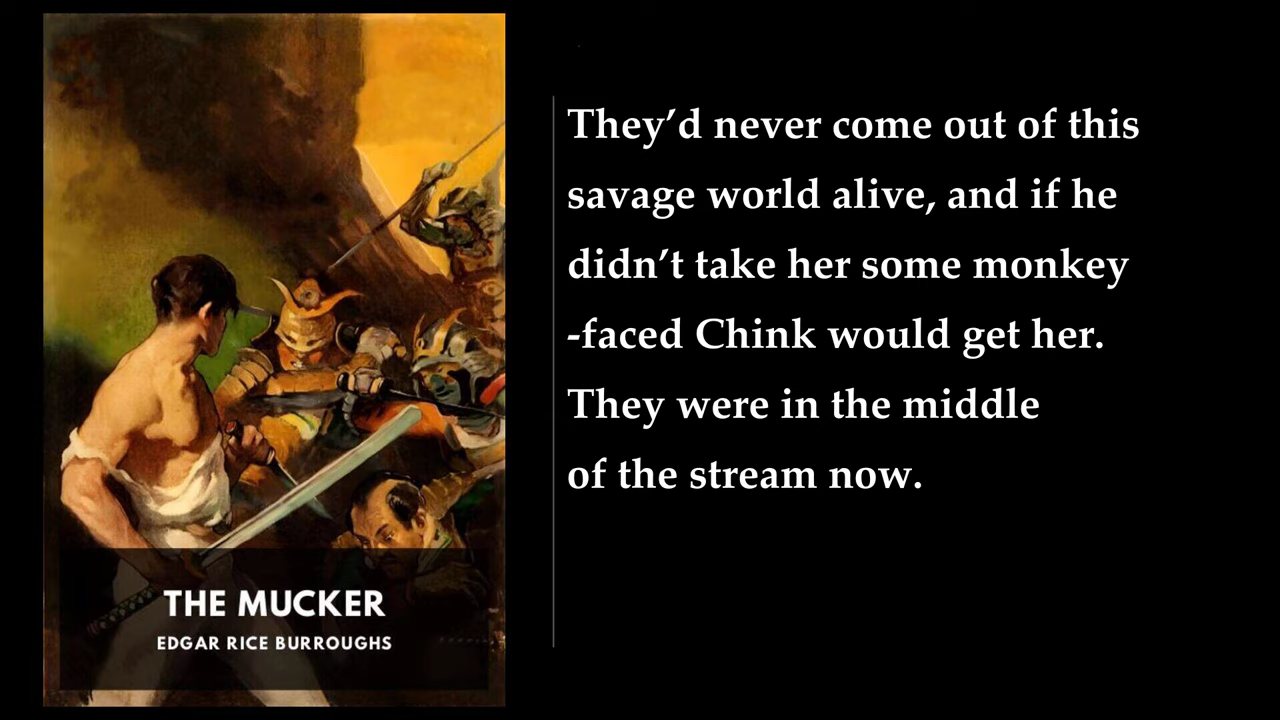 They’d never come out of this
savage world alive, and if he
didn’t take her some monkey
-faced Chink would get her.
They were in the middle
of the stream now.
THE MUCKER
EDGAR RICE BURROUGHS